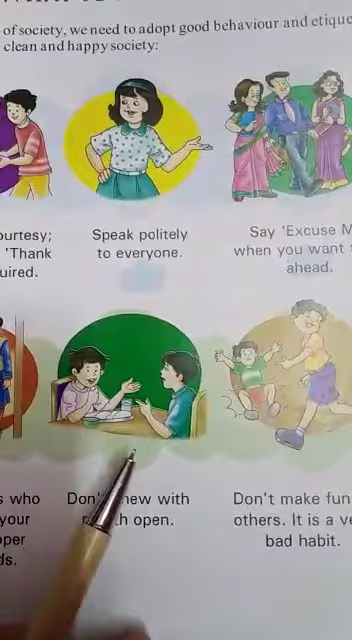 of society, we need to adopt good behaviour and etique
clean and happy society:
ourtesy;
'Thank
uired.
Speak politely
to everyone.
Say 'Excuse M
when you want
ahead.
s who
your
oper
ds.
with
open.
Don't make fun
others. It is a ve
bad habit.